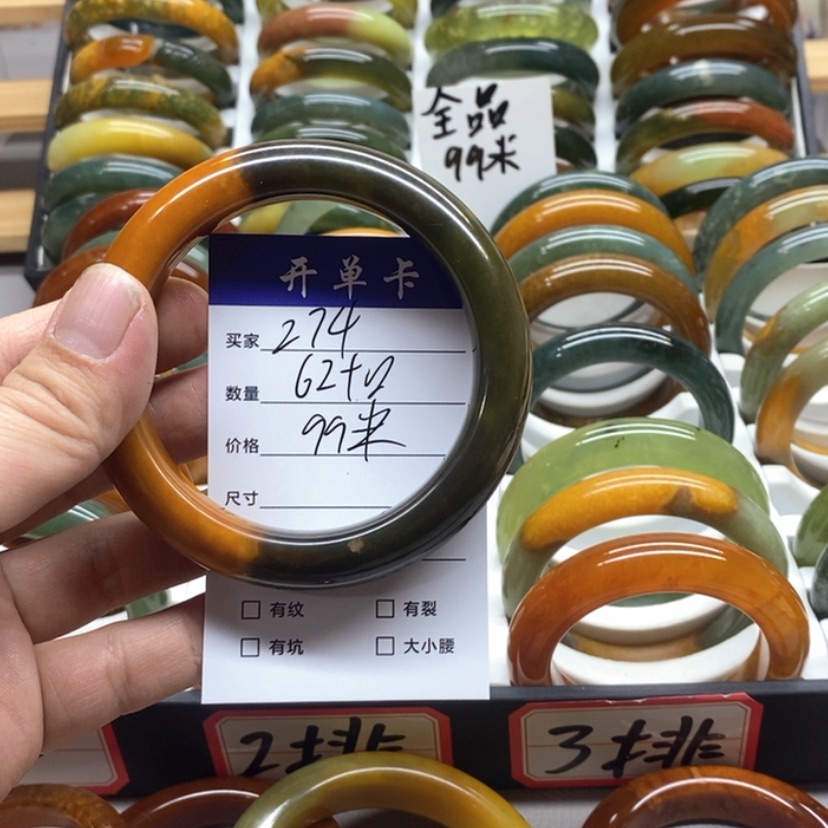 全品
99米
开单卡
买家 274
数量 62+
价格 99米
尺寸
有纹 有裂
有坑 大小腰
2排
3排